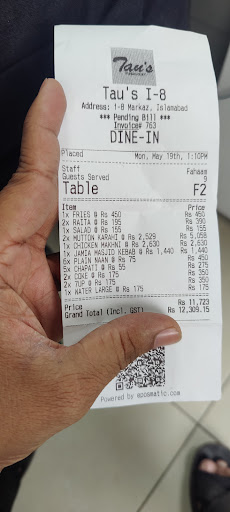 Tau's
Tau's I-8
Address: I-8 Markaz, Islamabad
*** Pending Bill ***
Invoice# 763
DINE-IN
Placed Mon, May 19th, 1:10PM
Staff Fahaam
Guests Served 9
Table F2
Item Price
1x FRIES @ Rs 450 Rs 450
2x RAITA @ Rs 195 Rs 390
1x SALAD @ Rs 155 Rs 155
2x MUTTON KARAHI @ Rs 2,529 Rs 5,058
1x CHICKEN MAKHNI @ Rs 2,630 Rs 2,630
1x JAMIA MASJID KEBAB @ Rs 1,440 Rs 1,440
6x PLAIN NAAN @ Rs 75 Rs 450
5x CHAPATI @ Rs 55 Rs 275
2x COKE @ Rs 175 Rs 350
2x 7UP @ Rs 175 Rs 350
1x WATER LARGE @ Rs 175 Rs 175
Price Rs 11,723
Grand Total (Incl. GST) Rs 12,309.15
Powered by eposmatic.com